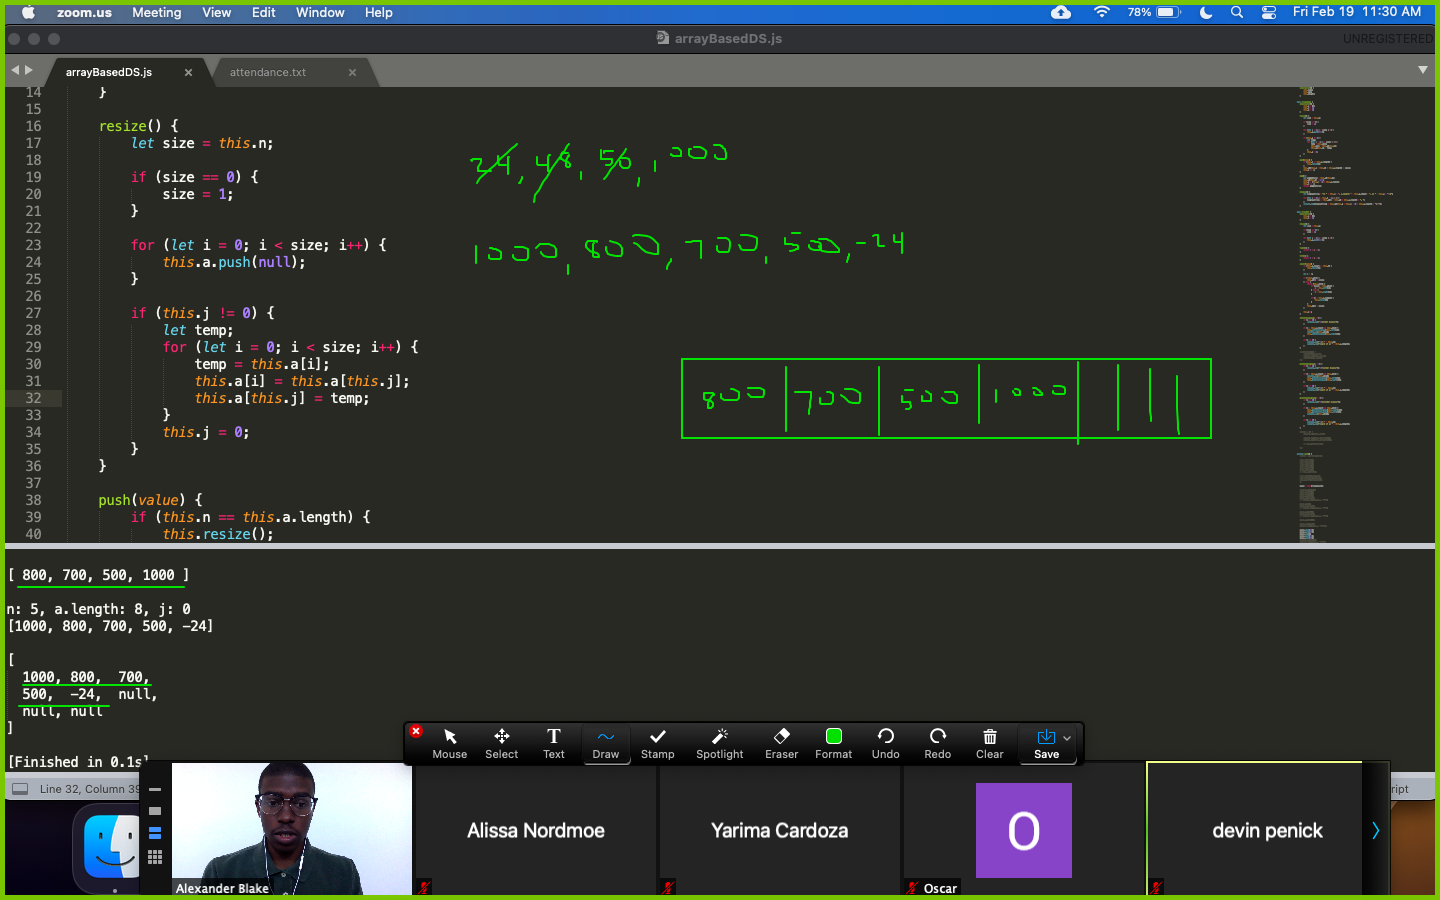 zoom.us Meeting View Edit Window Help 78% Fri Feb 19 11:30 AM
arrayBasedDS.js UNREGISTERED
arrayBasedDS.js × attendance.txt ×
14 }
15
16 resize() {
17 let size = this.n;
18
19 if (size == 0) {
20 size = 1;
21 }
22
23 for (let i = 0; i < size; i++) {
24 this.a.push(null);
25 }
26
27 if (this.j != 0) {
28 let temp;
29 for (let i = 0; i < size; i++) {
30 temp = this.a[i];
31 this.a[i] = this.a[this.j];
32 this.a[this.j] = temp;
33 }
34 this.j = 0;
35 }
36 }
37
38 push(value) {
39 if (this.n == this.a.length) {
40 this.resize();
24, 48, 50, 1000
1000, 800, 700, 500, -24
800 700 500 1000
[ 800, 700, 500, 1000 ]
n: 5, a.length: 8, j: 0
[1000, 800, 700, 500, -24]
[
1000, 800, 700,
500, -24, null,
null, null
]
[Finished in 0.1s]
Mouse Select Text Draw Stamp Spotlight Eraser Format Undo Redo Clear Save
Line 32, Column 39
Alissa Nordmoe Yarima Cardoza O devin penick
Alexander Blake Oscar